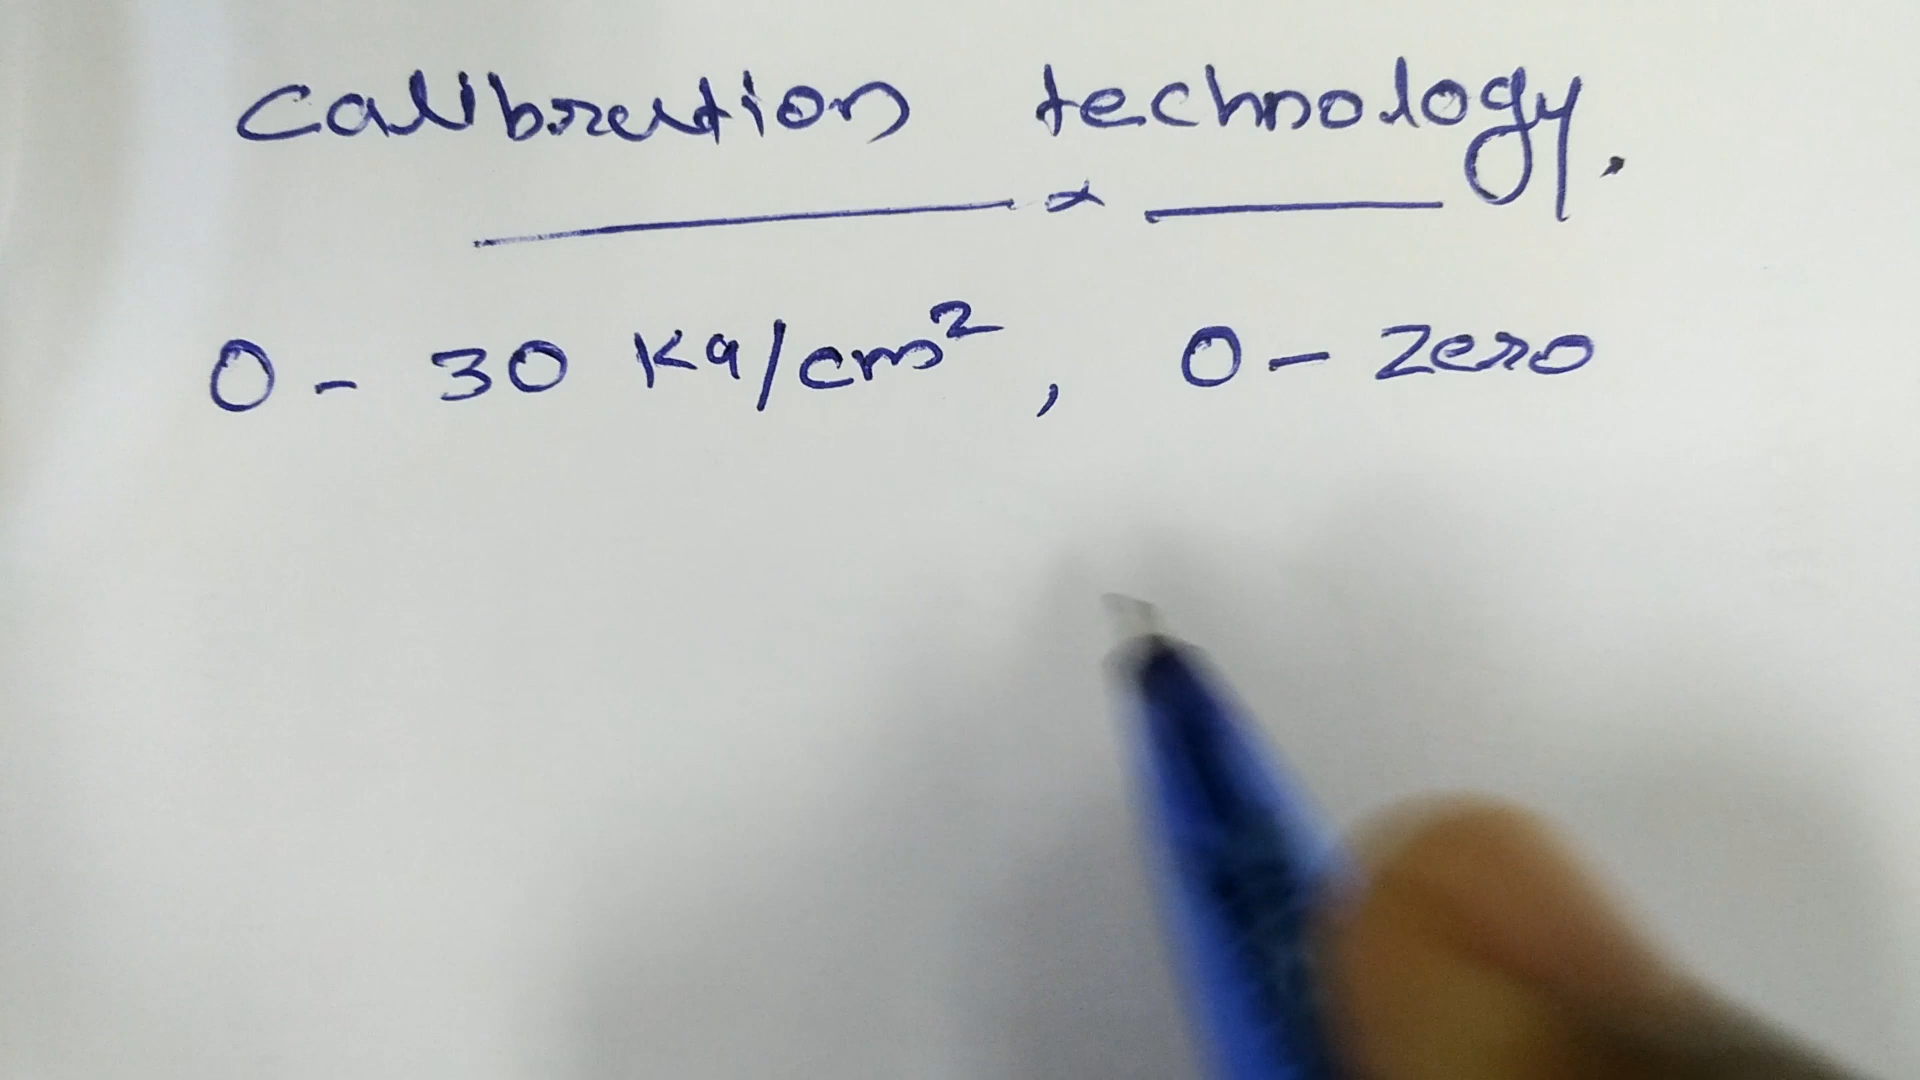 Calibration technology.
0 - 30 Kg/cm², 0 - Zero